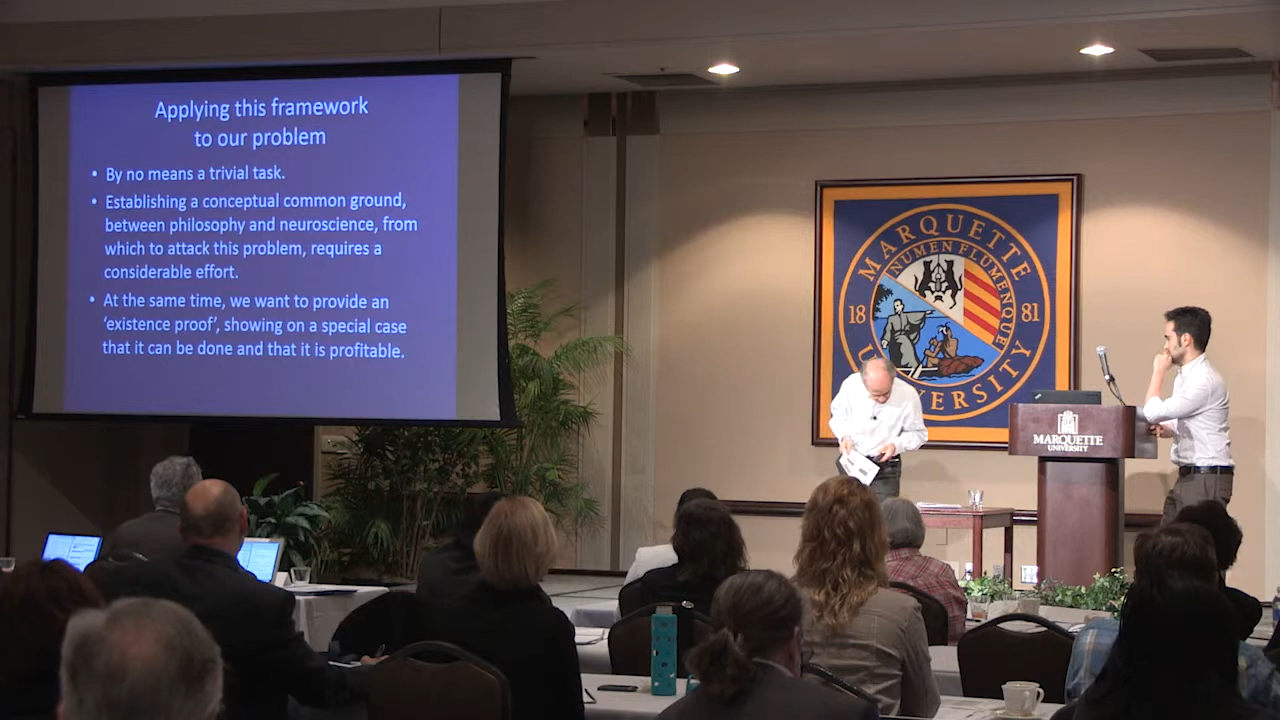 Applying this framework
to our problem
• By no means a trivial task.
• Establishing a conceptual common ground,
between philosophy and neuroscience, from
which to attack this problem, requires a
considerable effort.
• At the same time, we want to provide an
‘existence proof’, showing on a special case
that it can be done and that it is profitable.
MARQUETTE
NUMEN FLUMENQUE
18 81
UNIVERSITY
MARQUETTE
UNIVERSITY